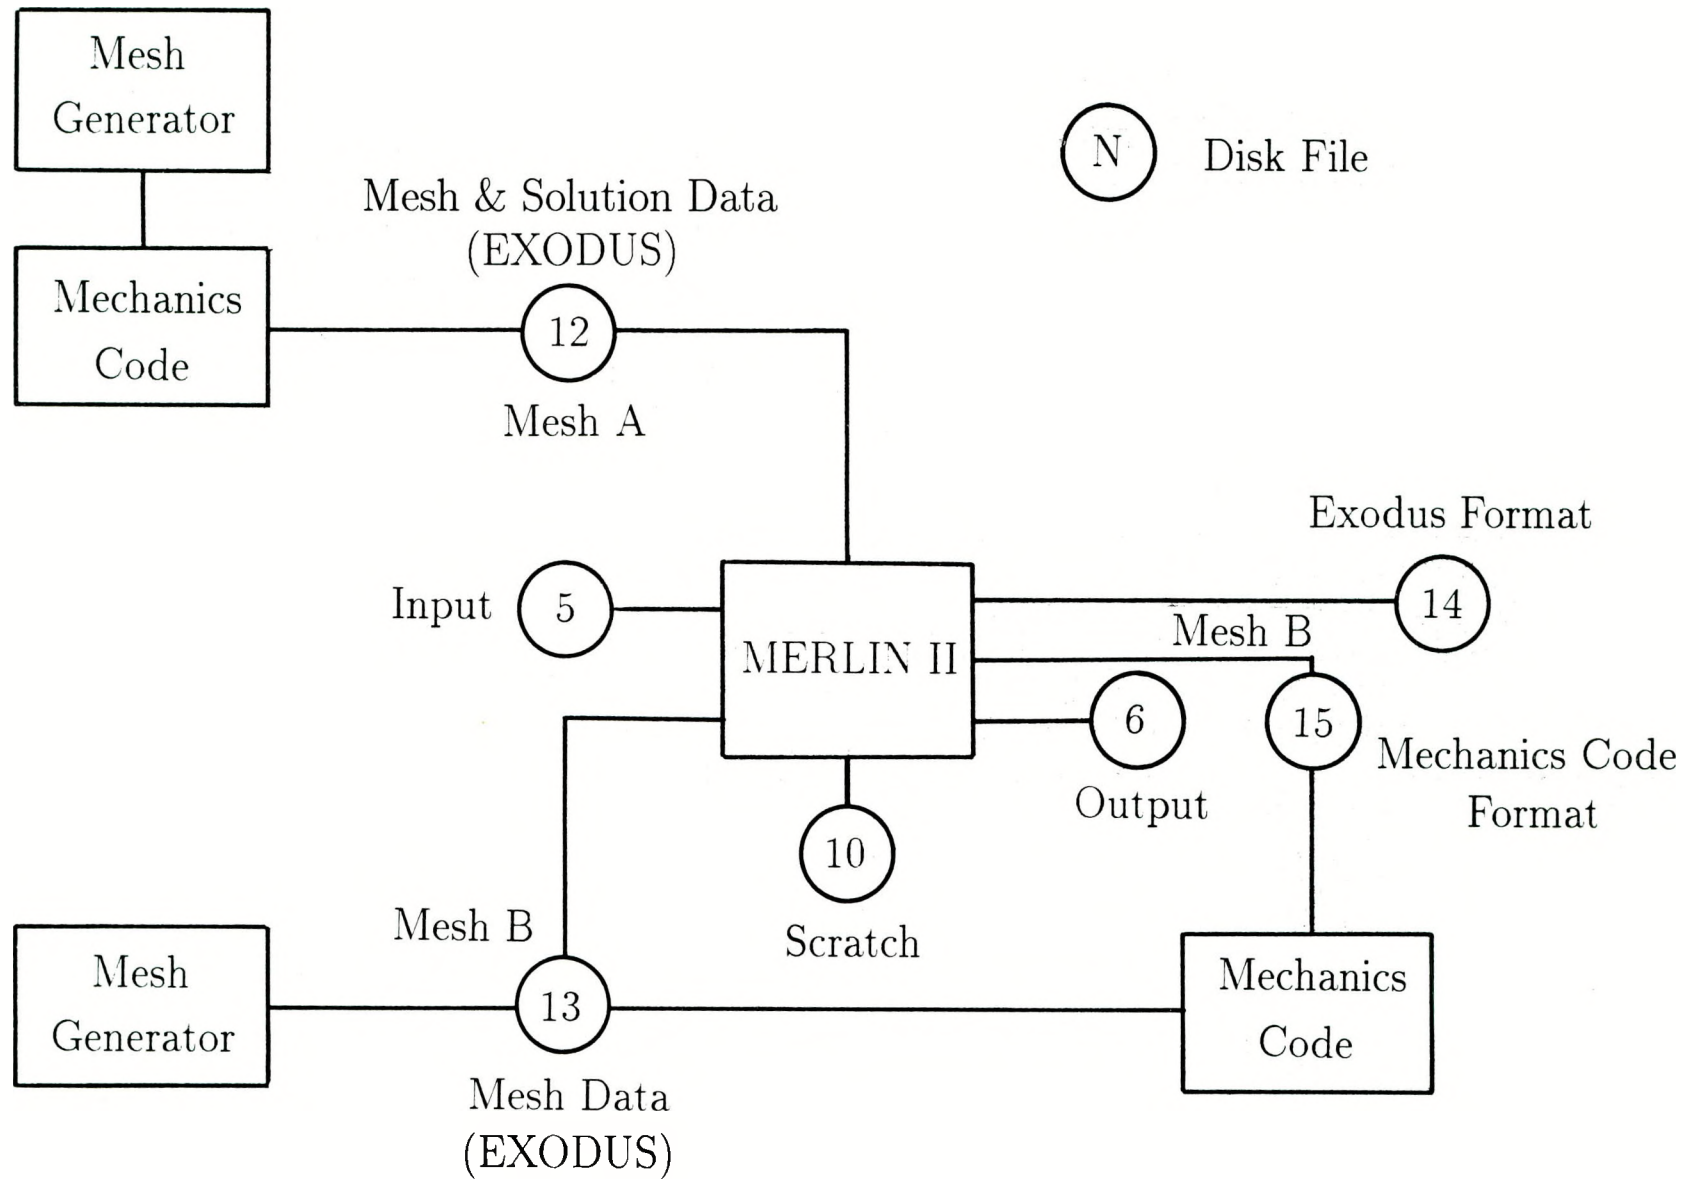 Mesh
Generator
N
Disk File
Mesh & Solution Data
(EXODUS)
Mechanics
Code
12
Mesh A
Exodus Format
Input
5
MERLIN II
14
Mesh B
6
15
Mechanics Code
Format
Output
10
Scratch
Mesh B
Mesh
Generator
13
Mechanics
Code
Mesh Data
(EXODUS)